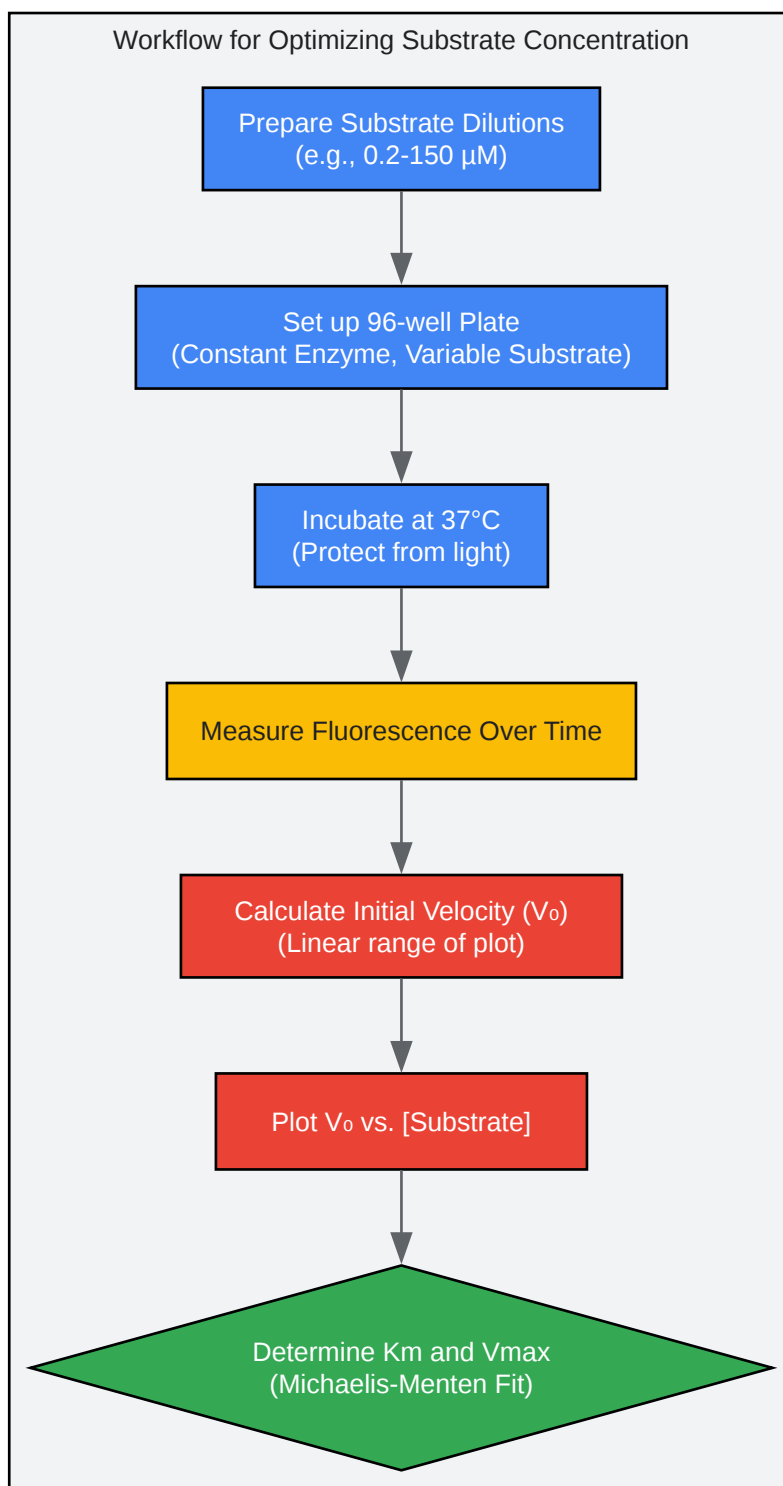 Workflow for Optimizing Substrate Concentration
Prepare Substrate Dilutions
(e.g., 0.2-150 µM)
Set up 96-well Plate
(Constant Enzyme, Variable Substrate)
Incubate at 37°C
(Protect from light)
Measure Fluorescence Over Time
Calculate Initial Velocity (V₀)
(Linear range of plot)
Plot V₀ vs. [Substrate]
Determine Km and Vmax
(Michaelis-Menten Fit)